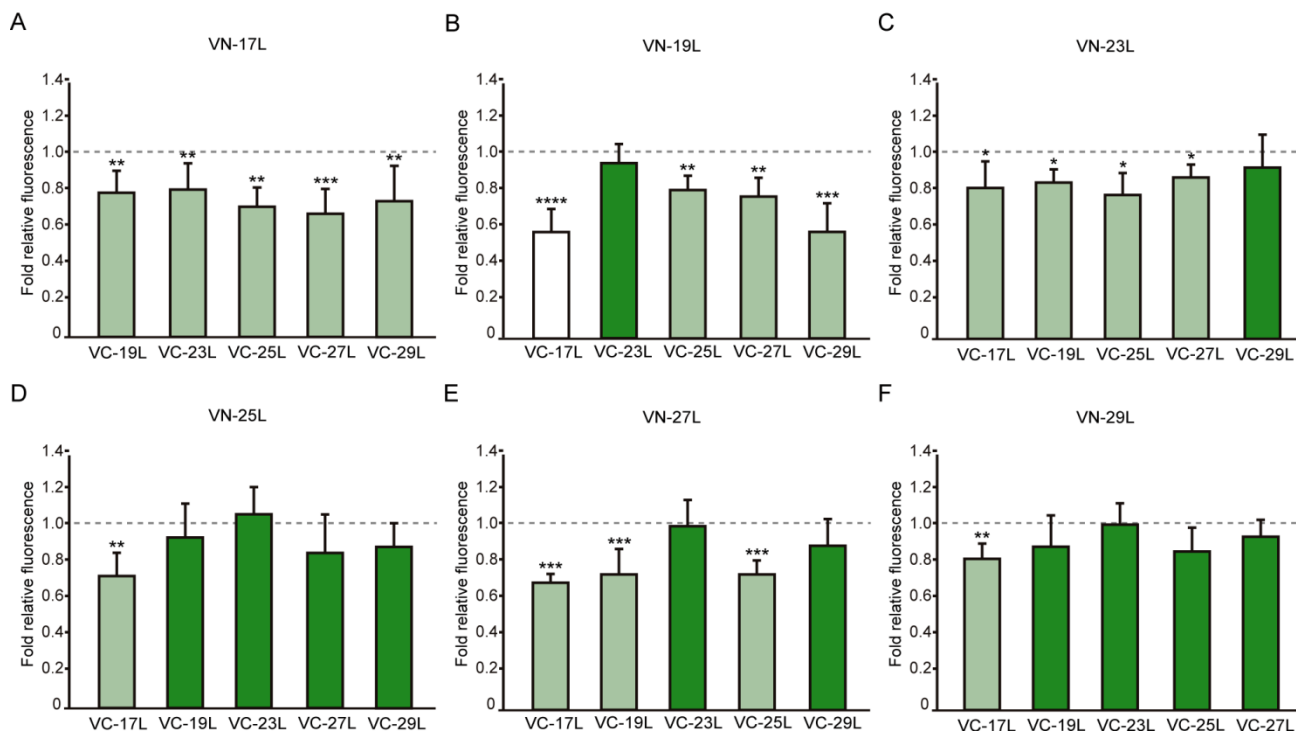 A
VN-17L
Fold relative fluorescence
1.4
1.2
1.0
0.8
0.6
0.4
0.2
0
** ** ** *** **
VC-19L VC-23L VC-25L VC-27L VC-29L
B
VN-19L
Fold relative fluorescence
1.4
1.2
1.0
0.8
0.6
0.4
0.2
0
**** ** ** ***
VC-17L VC-23L VC-25L VC-27L VC-29L
C
VN-23L
Fold relative fluorescence
1.4
1.2
1.0
0.8
0.6
0.4
0.2
0
* * * *
VC-17L VC-19L VC-25L VC-27L VC-29L
D
VN-25L
Fold relative fluorescence
1.4
1.2
1.0
0.8
0.6
0.4
0.2
0
**
VC-17L VC-19L VC-23L VC-27L VC-29L
E
VN-27L
Fold relative fluorescence
1.4
1.2
1.0
0.8
0.6
0.4
0.2
0
*** *** ***
VC-17L VC-19L VC-23L VC-25L VC-29L
F
VN-29L
Fold relative fluorescence
1.4
1.2
1.0
0.8
0.6
0.4
0.2
0
**
VC-17L VC-19L VC-23L VC-25L VC-27L